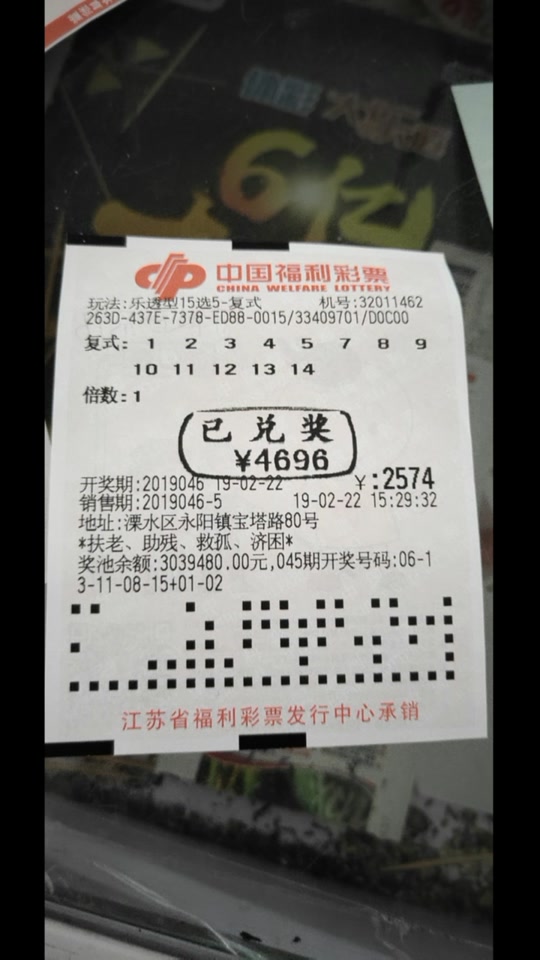 6亿
中国福利彩票
CHINA WELFARE LOTTERY
玩法:乐透型15选5-复式 机号:32011462
263D-437E-7378-ED88-0015/33409701/D0C00
复式: 1 2 3 4 5 7 8 9
10 11 12 13 14
倍数:1
已兑奖
¥4696
开奖期:2019046 19-02-22 ¥:2574
销售期:2019046-5 19-02-22 15:29:32
地址:溧水区永阳镇宝塔路80号
*扶老、助残、救孤、济困*
奖池余额:3039480.00元,045期开奖号码:06-1
3-11-08-15+01-02
江苏省福利彩票发行中心承销